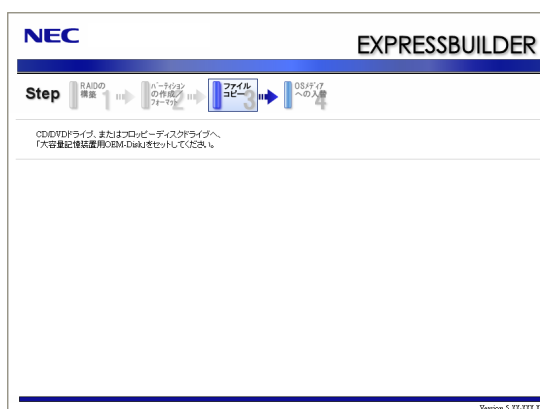 NEC
EXPRESSBUILDER
Step
RAIDの
構築
1
パーティション
の作成/
フォーマット
2
ファイル
コピー
3
OSメディア
への入替
4
CD/DVDドライブ、またはフロッピーディスクドライブへ、
「大容量記憶装置用OEM-Disk」をセットしてください。